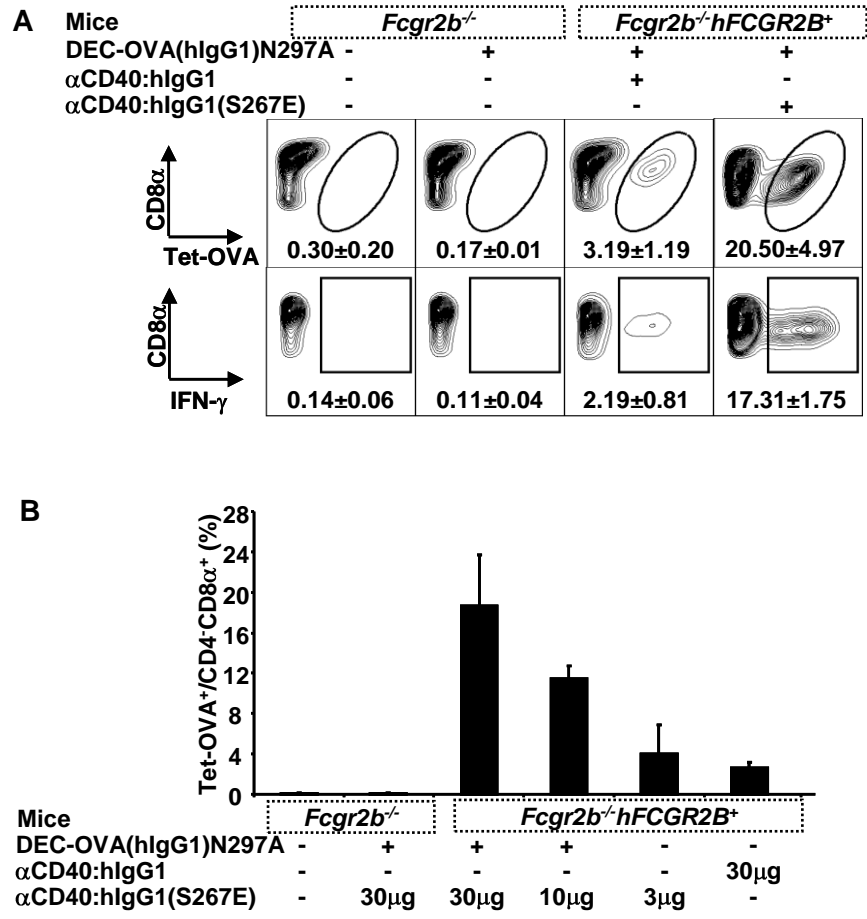 A
Mice Fcgr2b-/- Fcgr2b-/-hFCGR2B+
DEC-OVA(hIgG1)N297A - + + +
αCD40:hIgG1 - - + -
αCD40:hIgG1(S267E) - - - +
CD8α
Tet-OVA
0.30±0.20 0.17±0.01 3.19±1.19 20.50±4.97
CD8α
IFN-γ
0.14±0.06 0.11±0.04 2.19±0.81 17.31±1.75
B
Tet-OVA+/CD4-CD8α+ (%)
28
24
20
16
12
8
4
0
Mice Fcgr2b-/- Fcgr2b-/-hFCGR2B+
DEC-OVA(hIgG1)N297A - + + + - -
αCD40:hIgG1 - - - - - 30μg
αCD40:hIgG1(S267E) - 30μg 30μg 10μg 3μg -